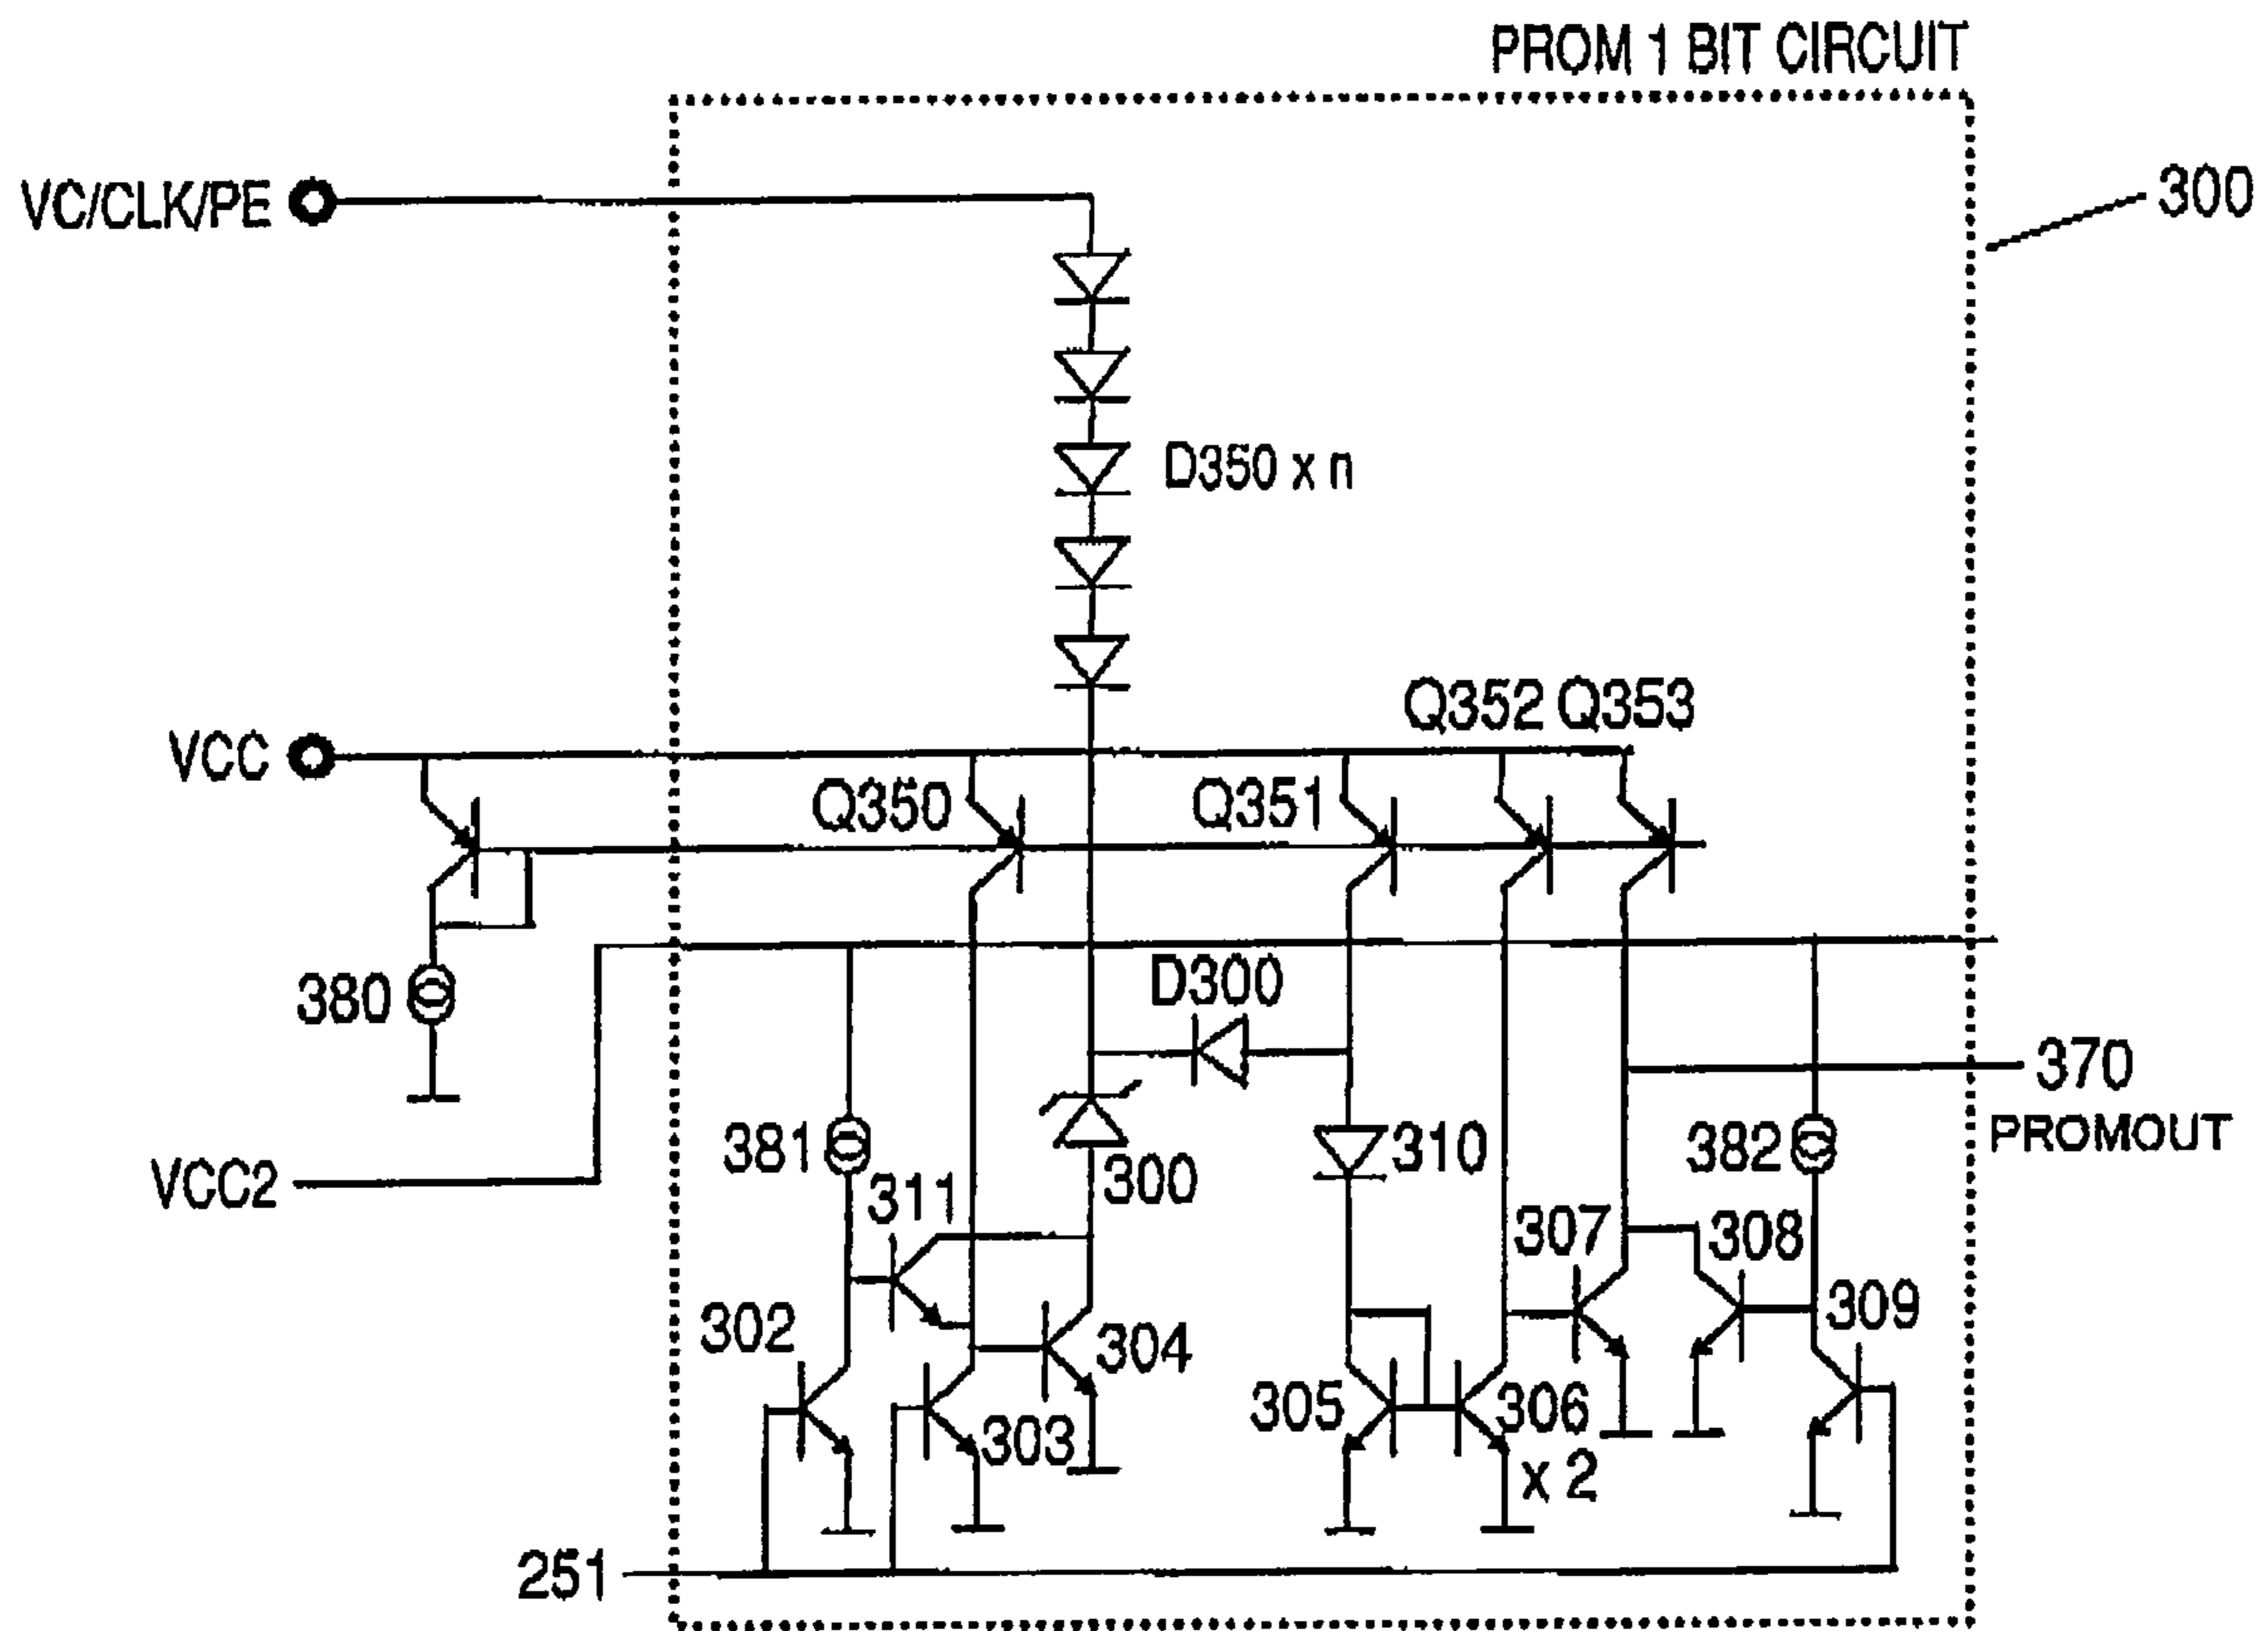 PROM 1 BIT CIRCUIT
VC/CLK/PE
300
D350 x n
Q352 Q353
VCC
Q350
Q351
D300
380
370
PROMOUT
381
300
310
382
VCC2
311
307
308
302
304
309
305
306
303
x 2
251